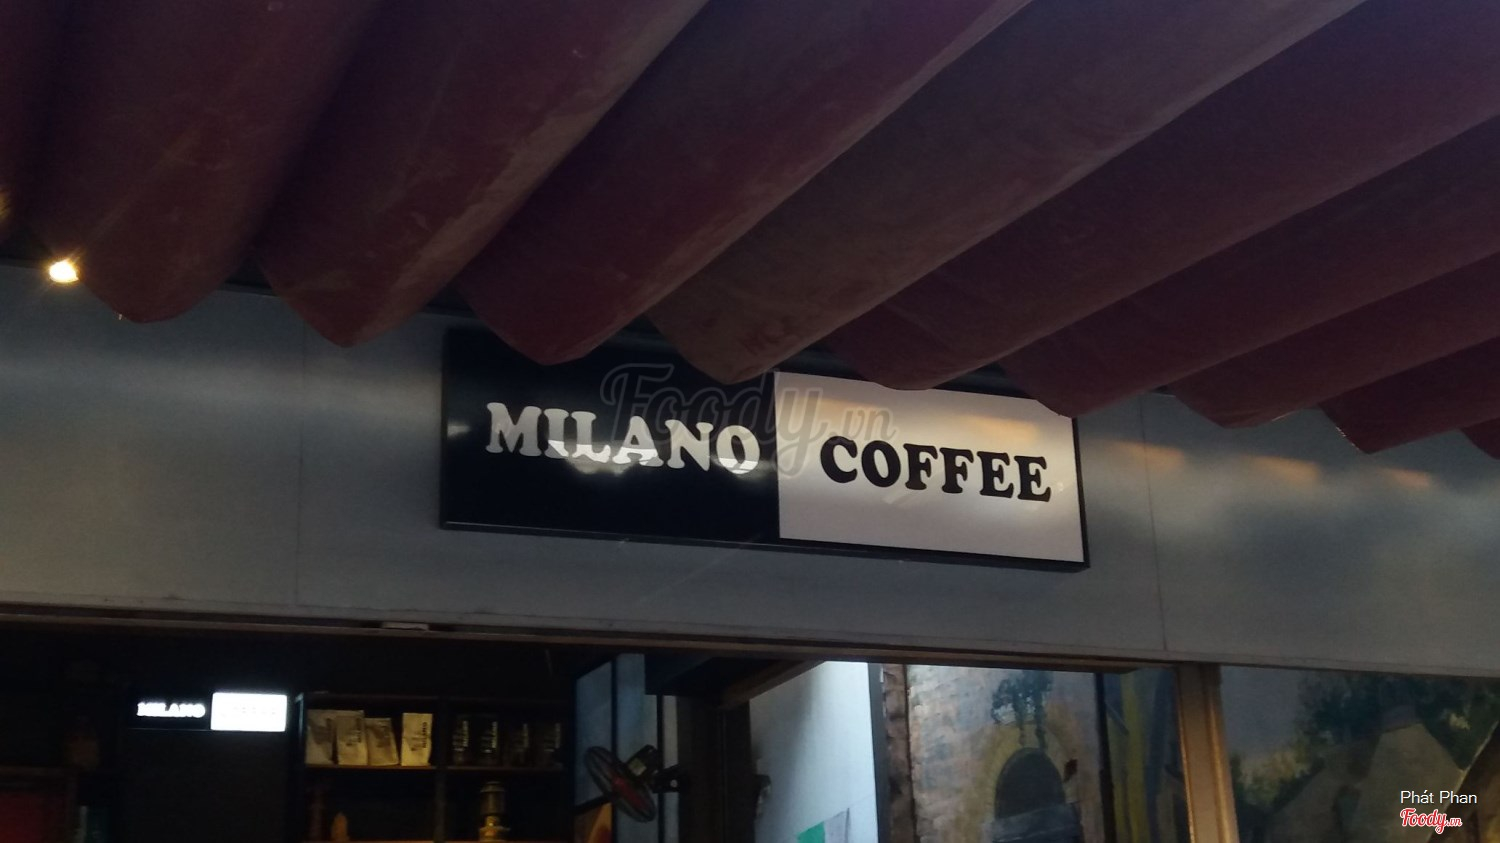 Foody.vn
MILANO COFFEE
MILANO
Phát Phan
Foody.vn